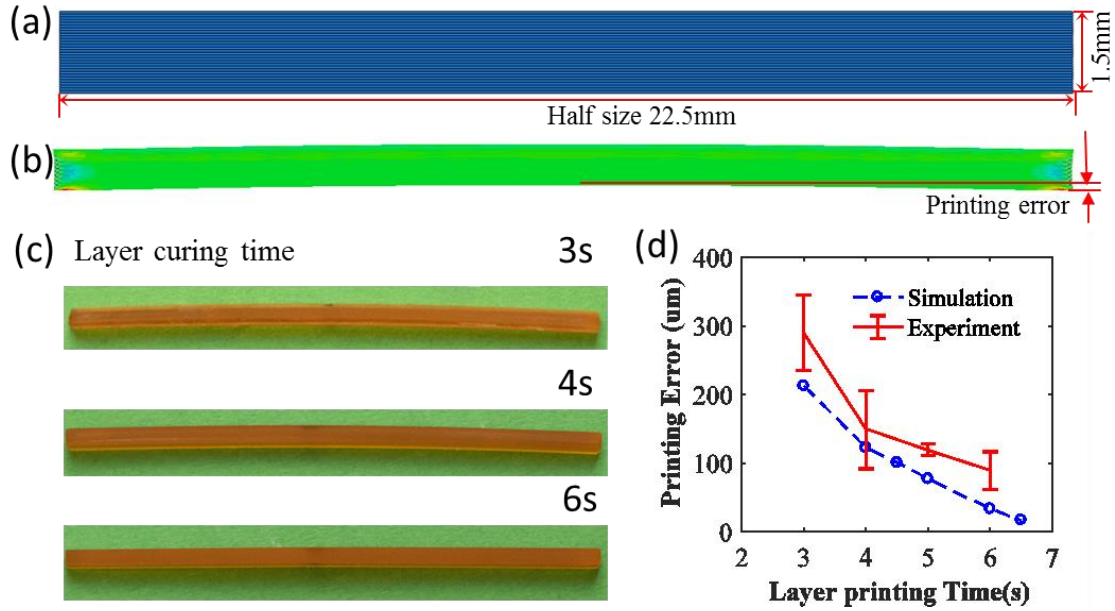 (a)
1.5mm
Half size 22.5mm
(b)
Printing error
(c) Layer curing time
3s
4s
6s
(d)
400
300
200
100
0
2 3 4 5 6 7
Printing Error (um)
Layer printing Time(s)
Simulation
Experiment